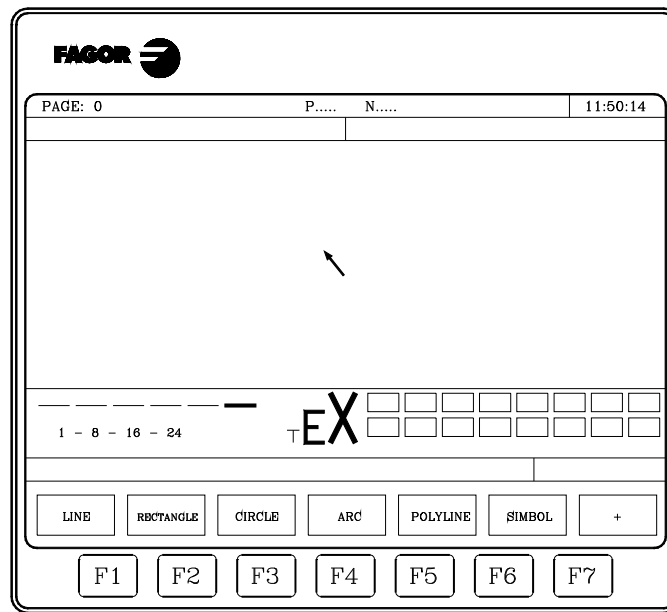 FAGOR
PAGE: 0 P..... N..... 11:50:14
1 - 8 - 16 - 24
TEX
LINE RECTANGLE CIRCLE ARC POLYLINE SIMBOL +
F1 F2 F3 F4 F5 F6 F7